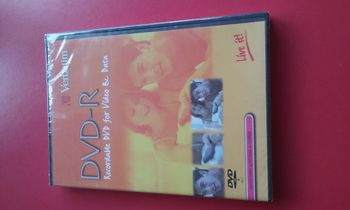 Verbatim
DVD-R
Recordable DVD for Video & Data
Live it!
DVD